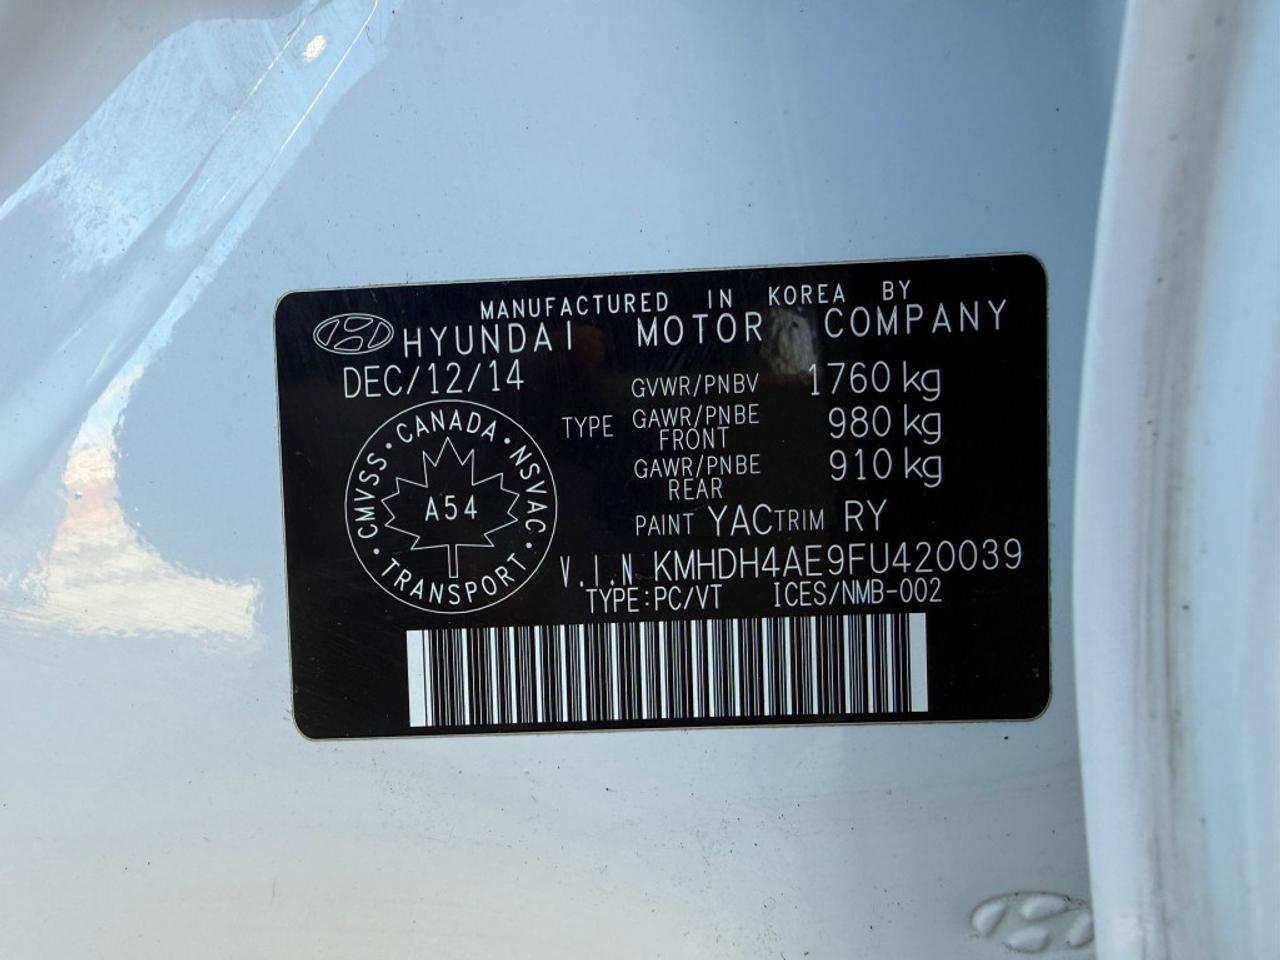 MANUFACTURED IN KOREA BY
HYUNDAI MOTOR COMPANY
DEC/12/14
GVWR/PNBV 1760 kg
TYPE GAWR/PNBE FRONT 980 kg
GAWR/PNBE REAR 910 kg
CMVSS • CANADA • NSVAC • TRANSPORT •
A54
PAINT YAC TRIM RY
V.I.N KMHDH4AE9FU420039
TYPE:PC/VT ICES/NMB-002